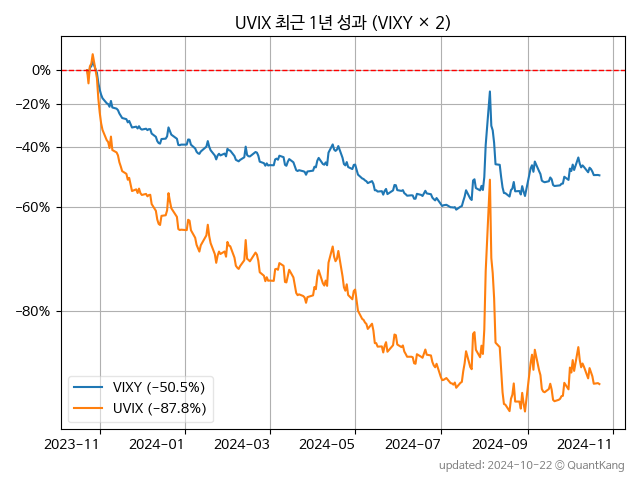 UVIX 최근 1년 성과 (VIXY × 2)
0%
−20%
−40%
−60%
−80%
VIXY (−50.5%)
UVIX (−87.8%)
2023−11 2024−01 2024−03 2024−05 2024−07 2024−09 2024−11
updated: 2024-10-22 ⓒ QuantKang